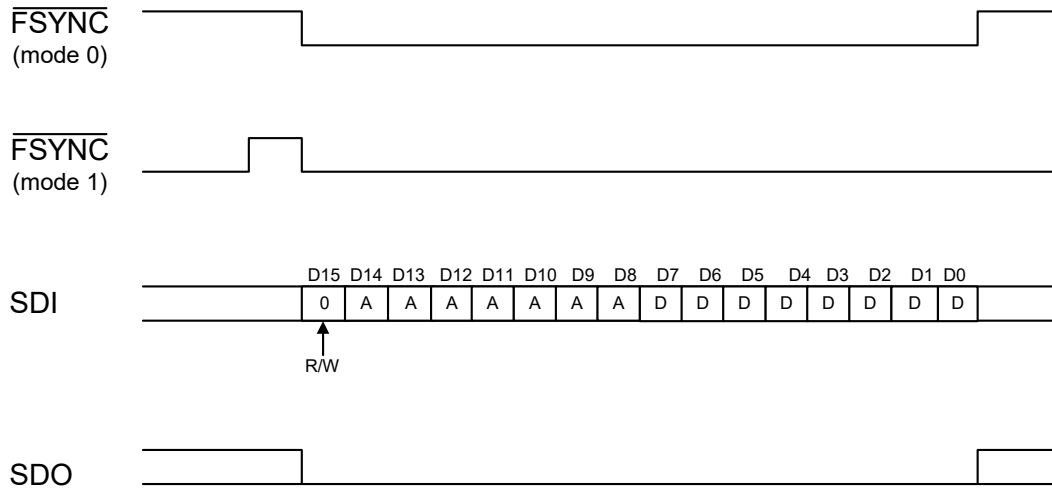 FSYNC
(mode 0)
FSYNC
(mode 1)
D15 D14 D13 D12 D11 D10 D9 D8 D7 D6 D5 D4 D3 D2 D1 D0
SDI 0 A A A A A A A D D D D D D D D
R/W
SDO